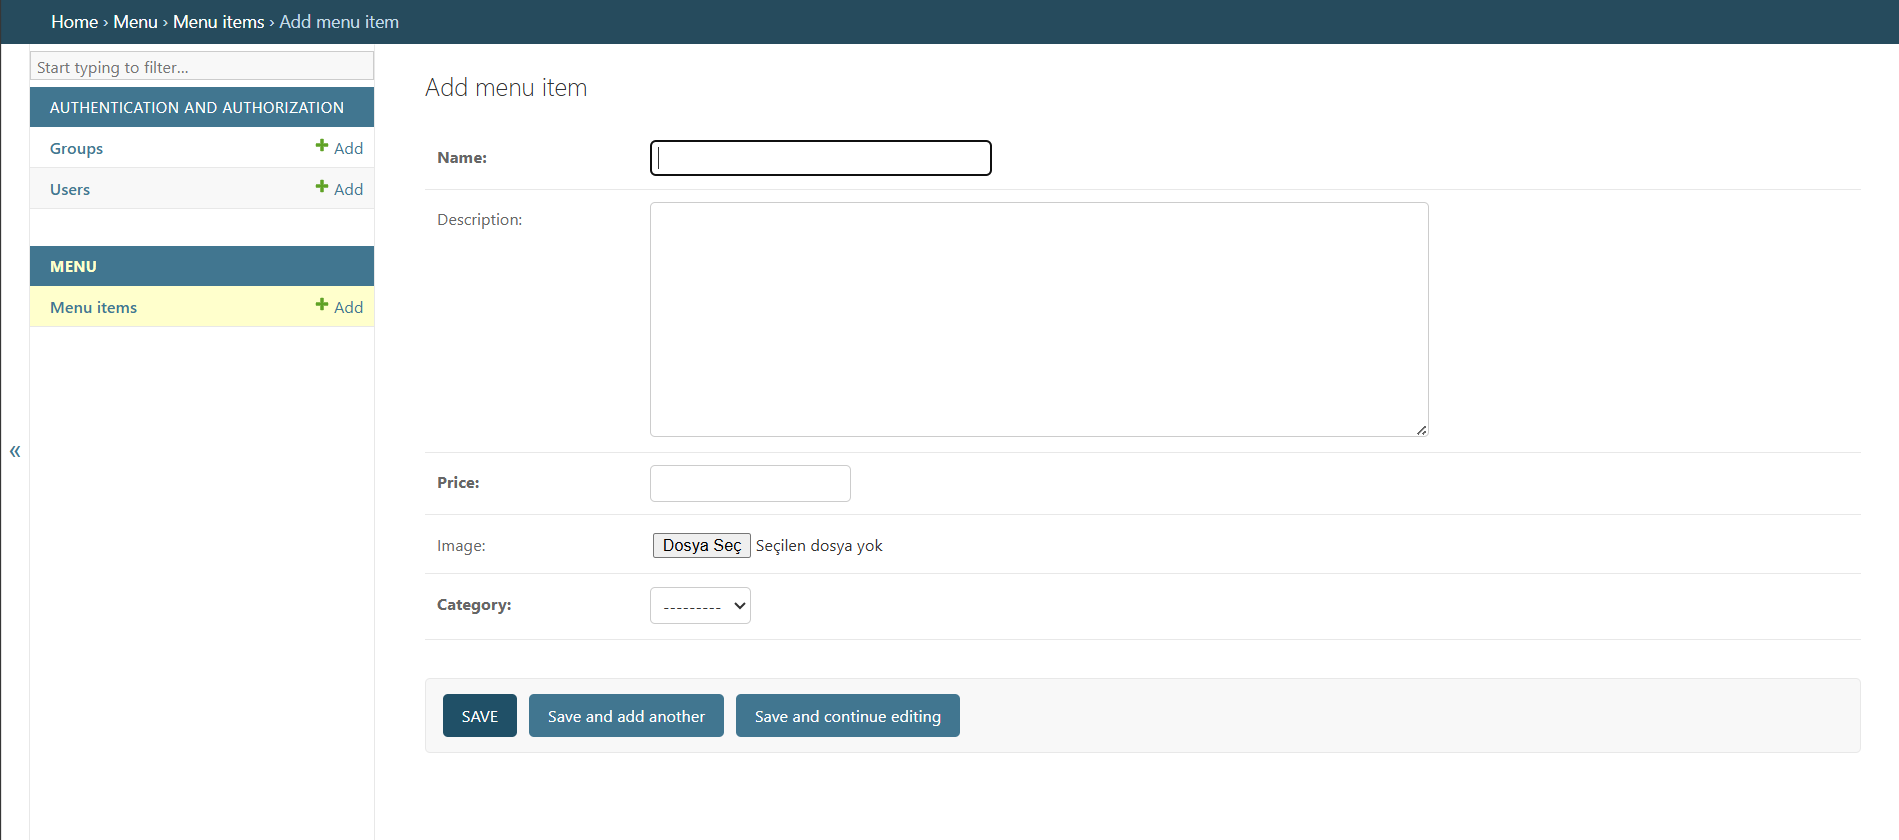 Home › Menu › Menu items › Add menu item
Start typing to filter...
AUTHENTICATION AND AUTHORIZATION
Groups
Add
Users
Add
MENU
Menu items
Add
«
Add menu item
Name:
Description:
Price:
Image:
Dosya Seç Seçilen dosya yok
Category:
---------
SAVE
Save and add another
Save and continue editing